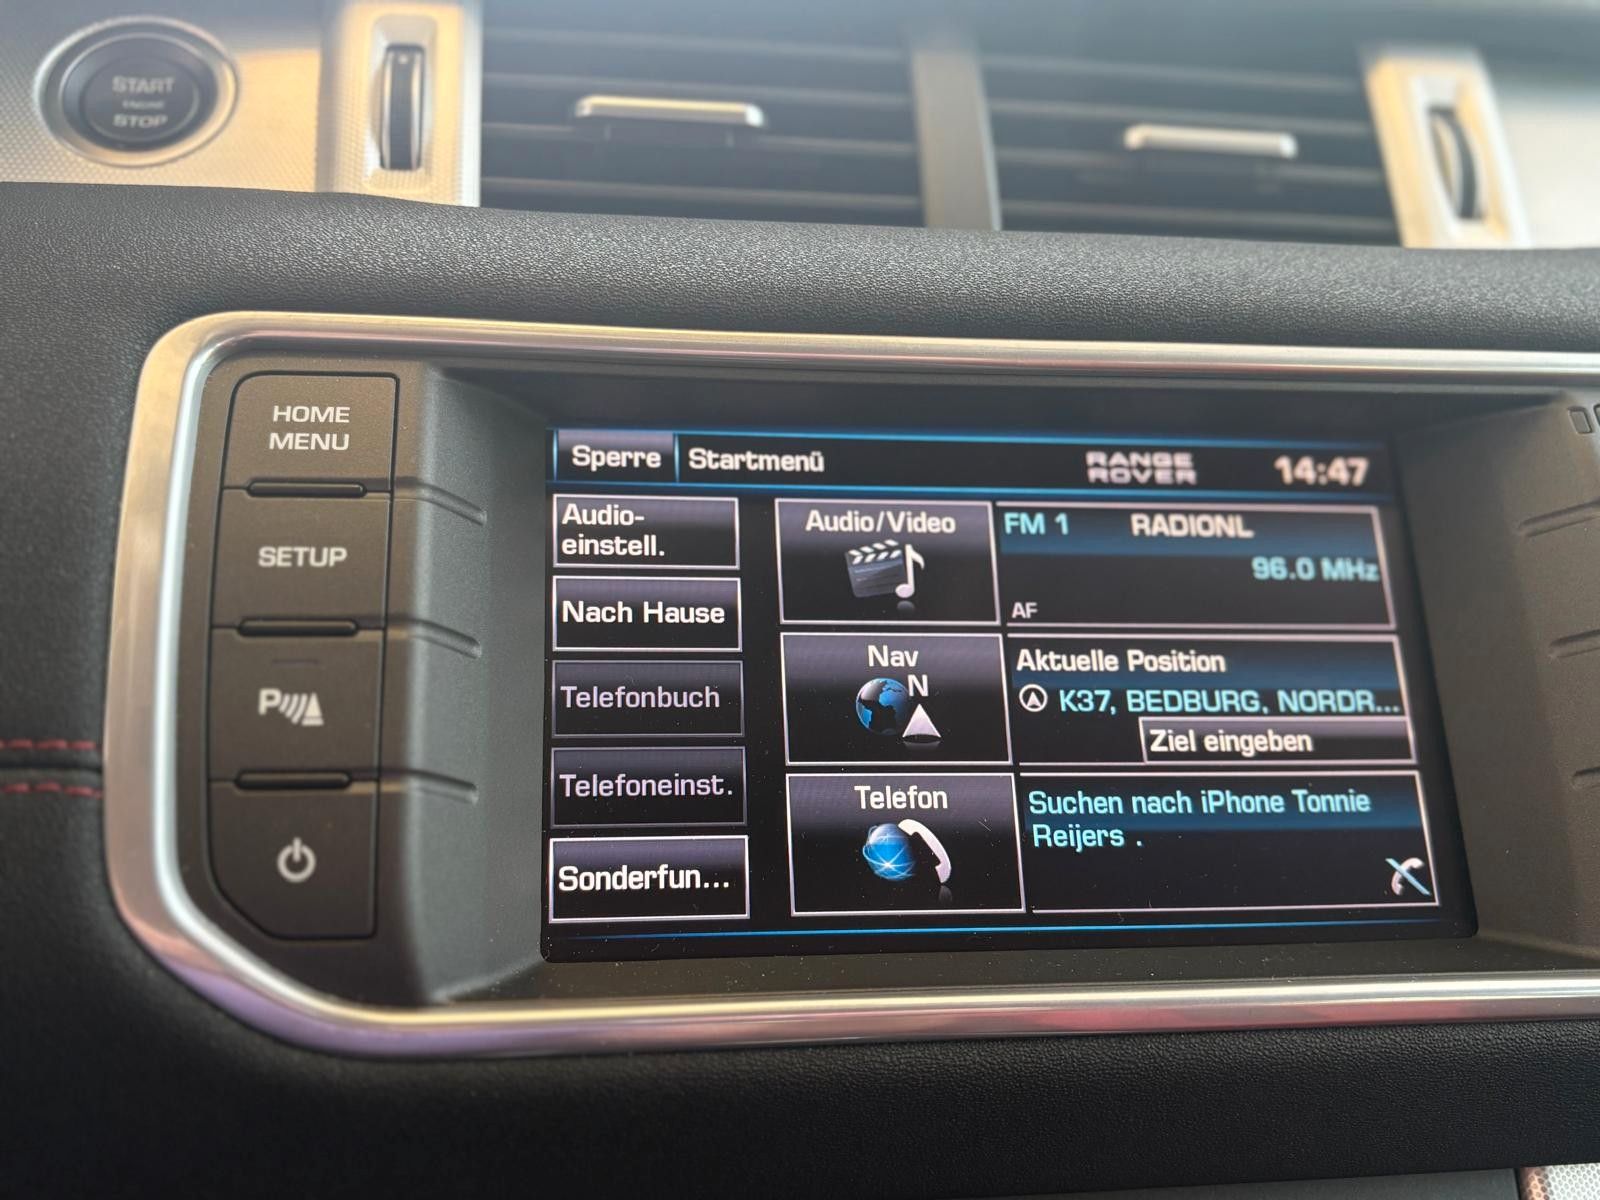 START
ENGINE
STOP
HOME
MENU
SETUP
P
Sperre
Startmenü
RANGE
ROVER
14:47
Audio-
einstell.
Nach Hause
Telefonbuch
Telefoneinst.
Sonderfun...
Audio/Video
FM 1 RADIONL
96.0 MHz
AF
Nav
N
Aktuelle Position
K37, BEDBURG, NORDR...
Ziel eingeben
Telefon
Suchen nach iPhone Tonnie
Reijers .